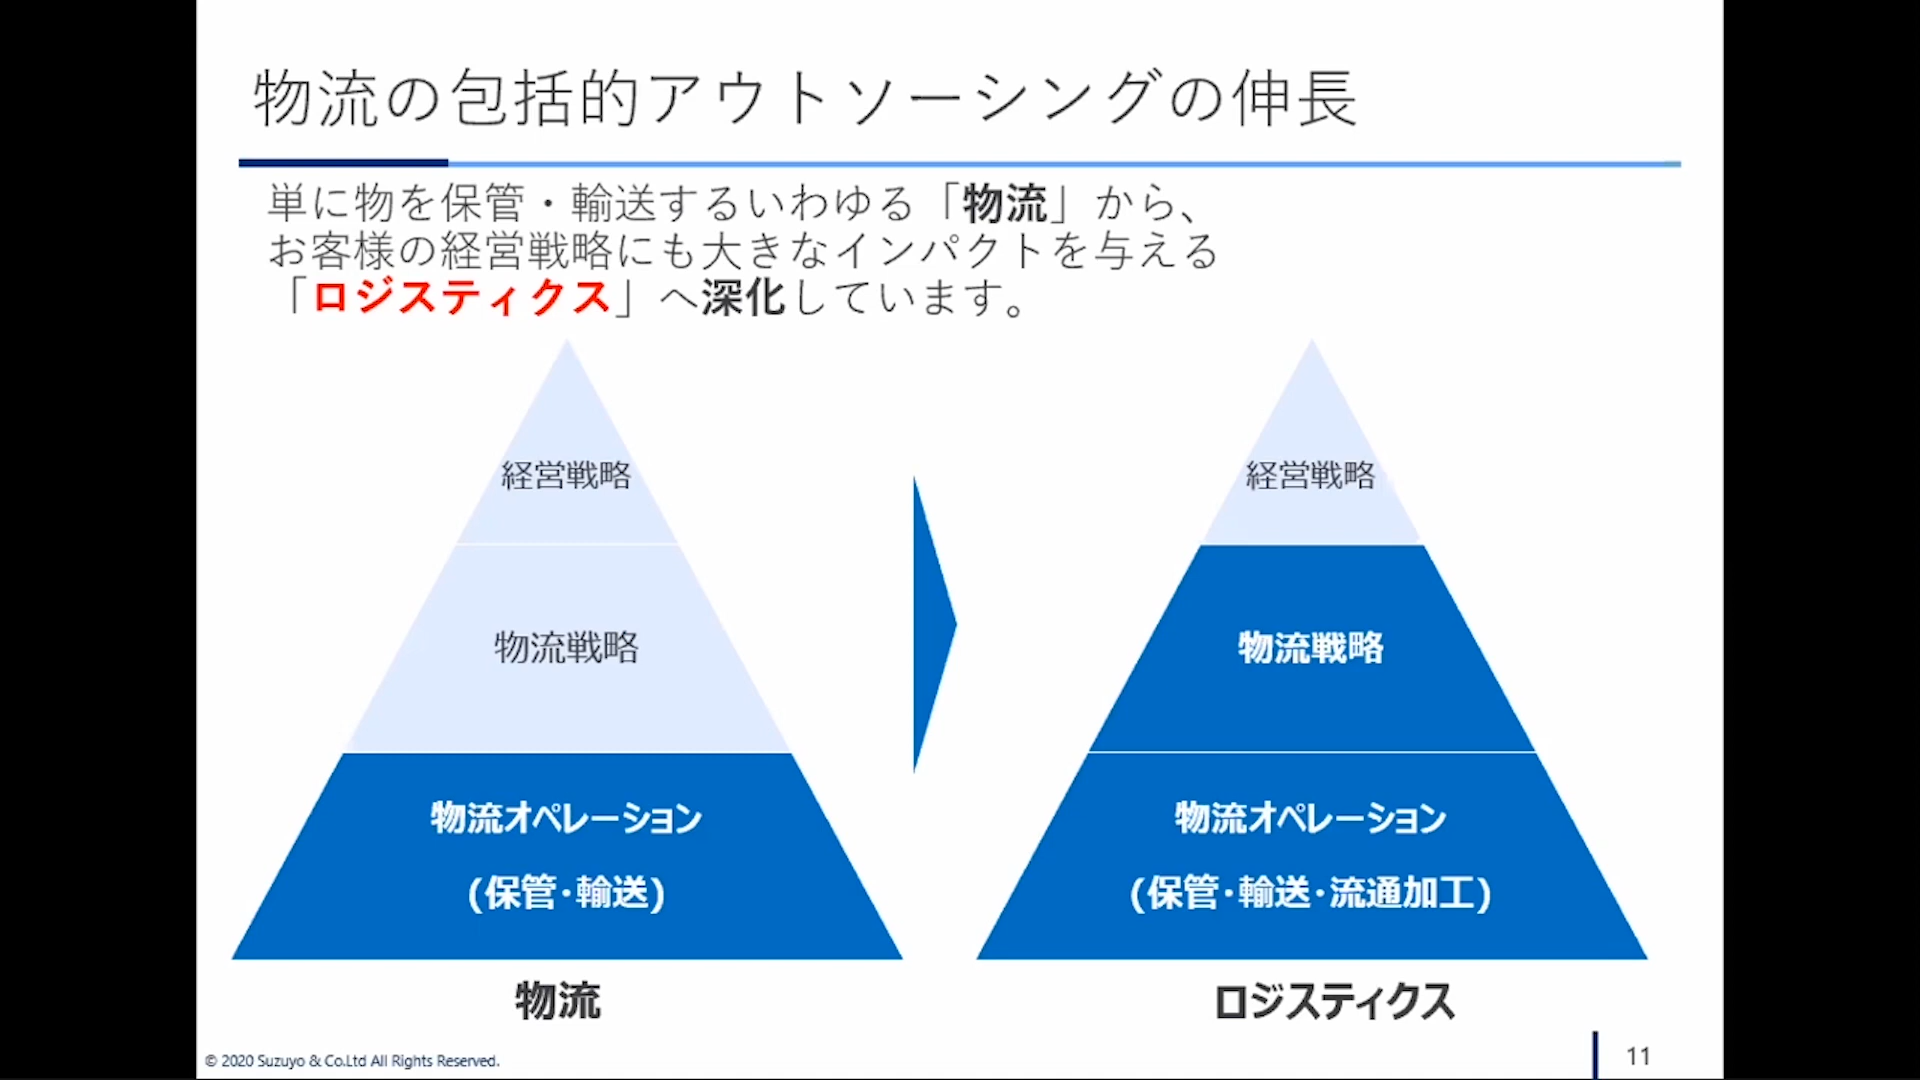 物流の包括的アウトソーシングの伸長
単に物を保管・輸送するいわゆる「物流」から、
お客様の経営戦略にも大きなインパクトを与える
「ロジスティクス」へ深化しています。
経営戦略
物流戦略
物流オペレーション
(保管・輸送)
物流
経営戦略
物流戦略
物流オペレーション
(保管・輸送・流通加工)
ロジスティクス
© 2020 Suzuyo & Co.Ltd All Rights Reserved.
11